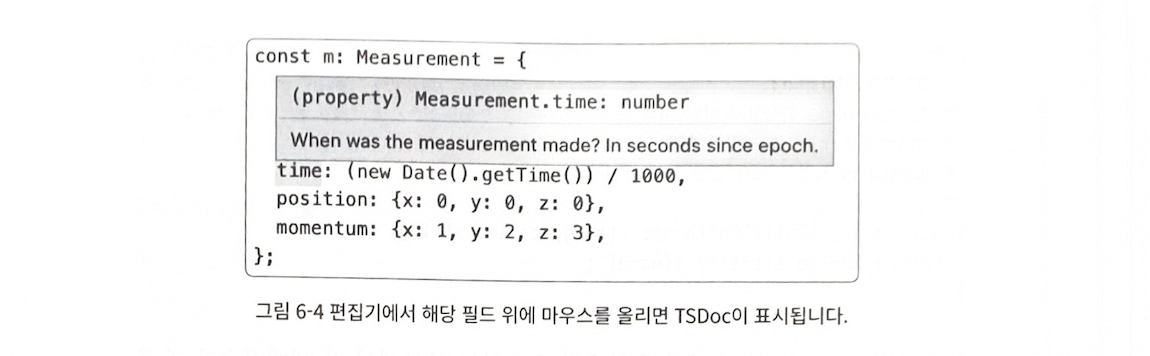 const m: Measurement = {
(property) Measurement.time: number
When was the measurement made? In seconds since epoch.
time: (new Date().getTime()) / 1000,
position: {x: 0, y: 0, z: 0},
momentum: {x: 1, y: 2, z: 3},
};
그림 6-4 편집기에서 해당 필드 위에 마우스를 올리면 TSDoc이 표시됩니다.